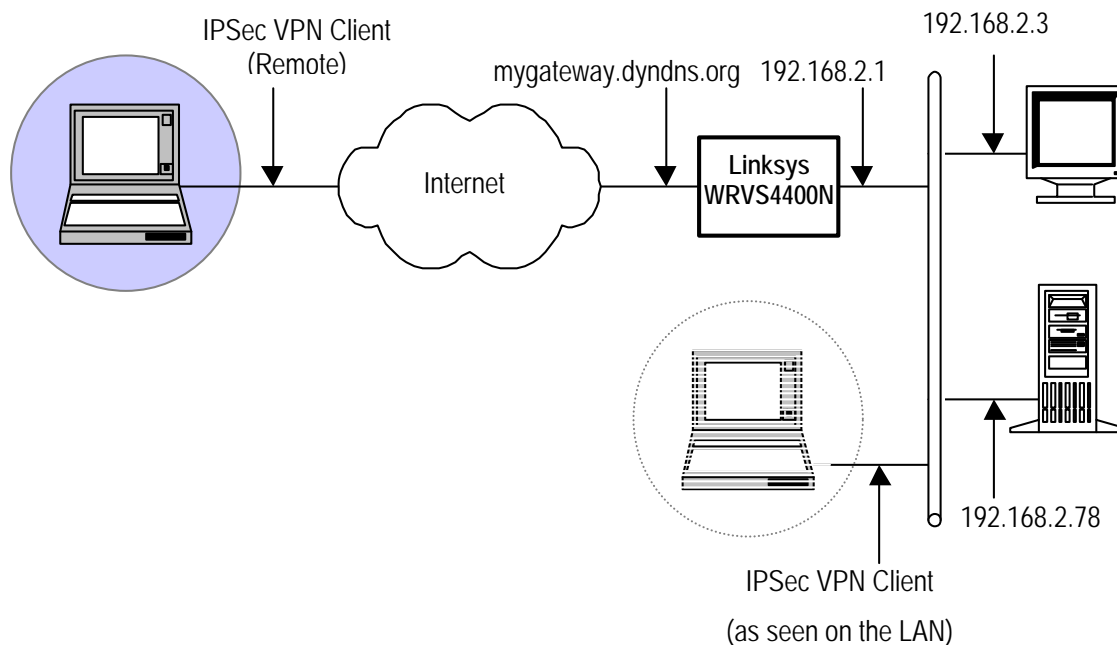 IPSec VPN Client
(Remote)
mygateway.dyndns.org
192.168.2.1
192.168.2.3
Internet
Linksys
WRVS4400N
192.168.2.78
IPSec VPN Client
(as seen on the LAN)